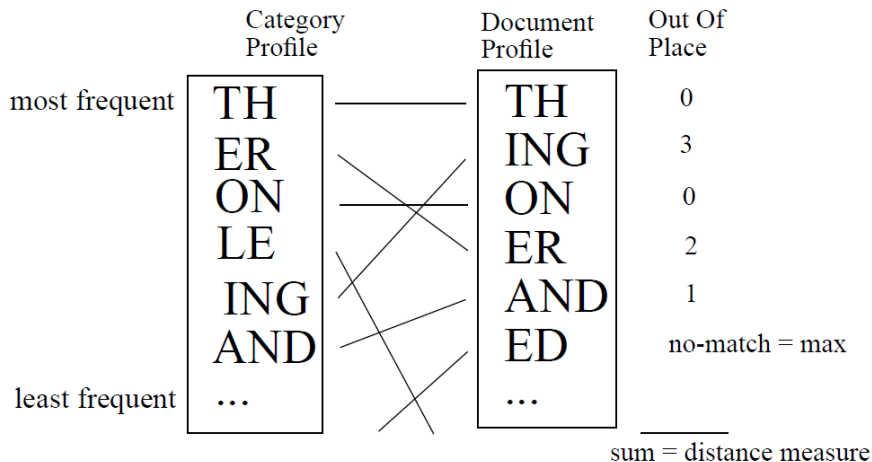 Category Profile
Document Profile
Out Of Place
most frequent
TH
ER
ON
LE
ING
AND
...
least frequent
TH
ING
ON
ER
AND
ED
...
0
3
0
2
1
no-match = max
sum = distance measure